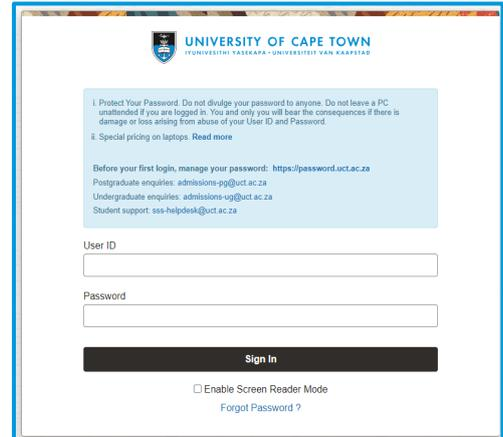 UNIVERSITY OF CAPE TOWN
IYUNIVESITHI YASEKAPA • UNIVERSITEIT VAN KAAPSTAD
i. Protect Your Password. Do not divulge your password to anyone. Do not leave a PC
unattended if you are logged in. You and only you will bear the consequences if there is
damage or loss arising from abuse of your User ID and Password.
ii. Special pricing on laptops. Read more
Before your first login, manage your password: https://password.uct.ac.za
Postgraduate enquiries: admissions-pg@uct.ac.za
Undergraduate enquiries: admissions-ug@uct.ac.za
Student support: sss-helpdesk@uct.ac.za
User ID
Password
Sign In
Enable Screen Reader Mode
Forgot Password ?